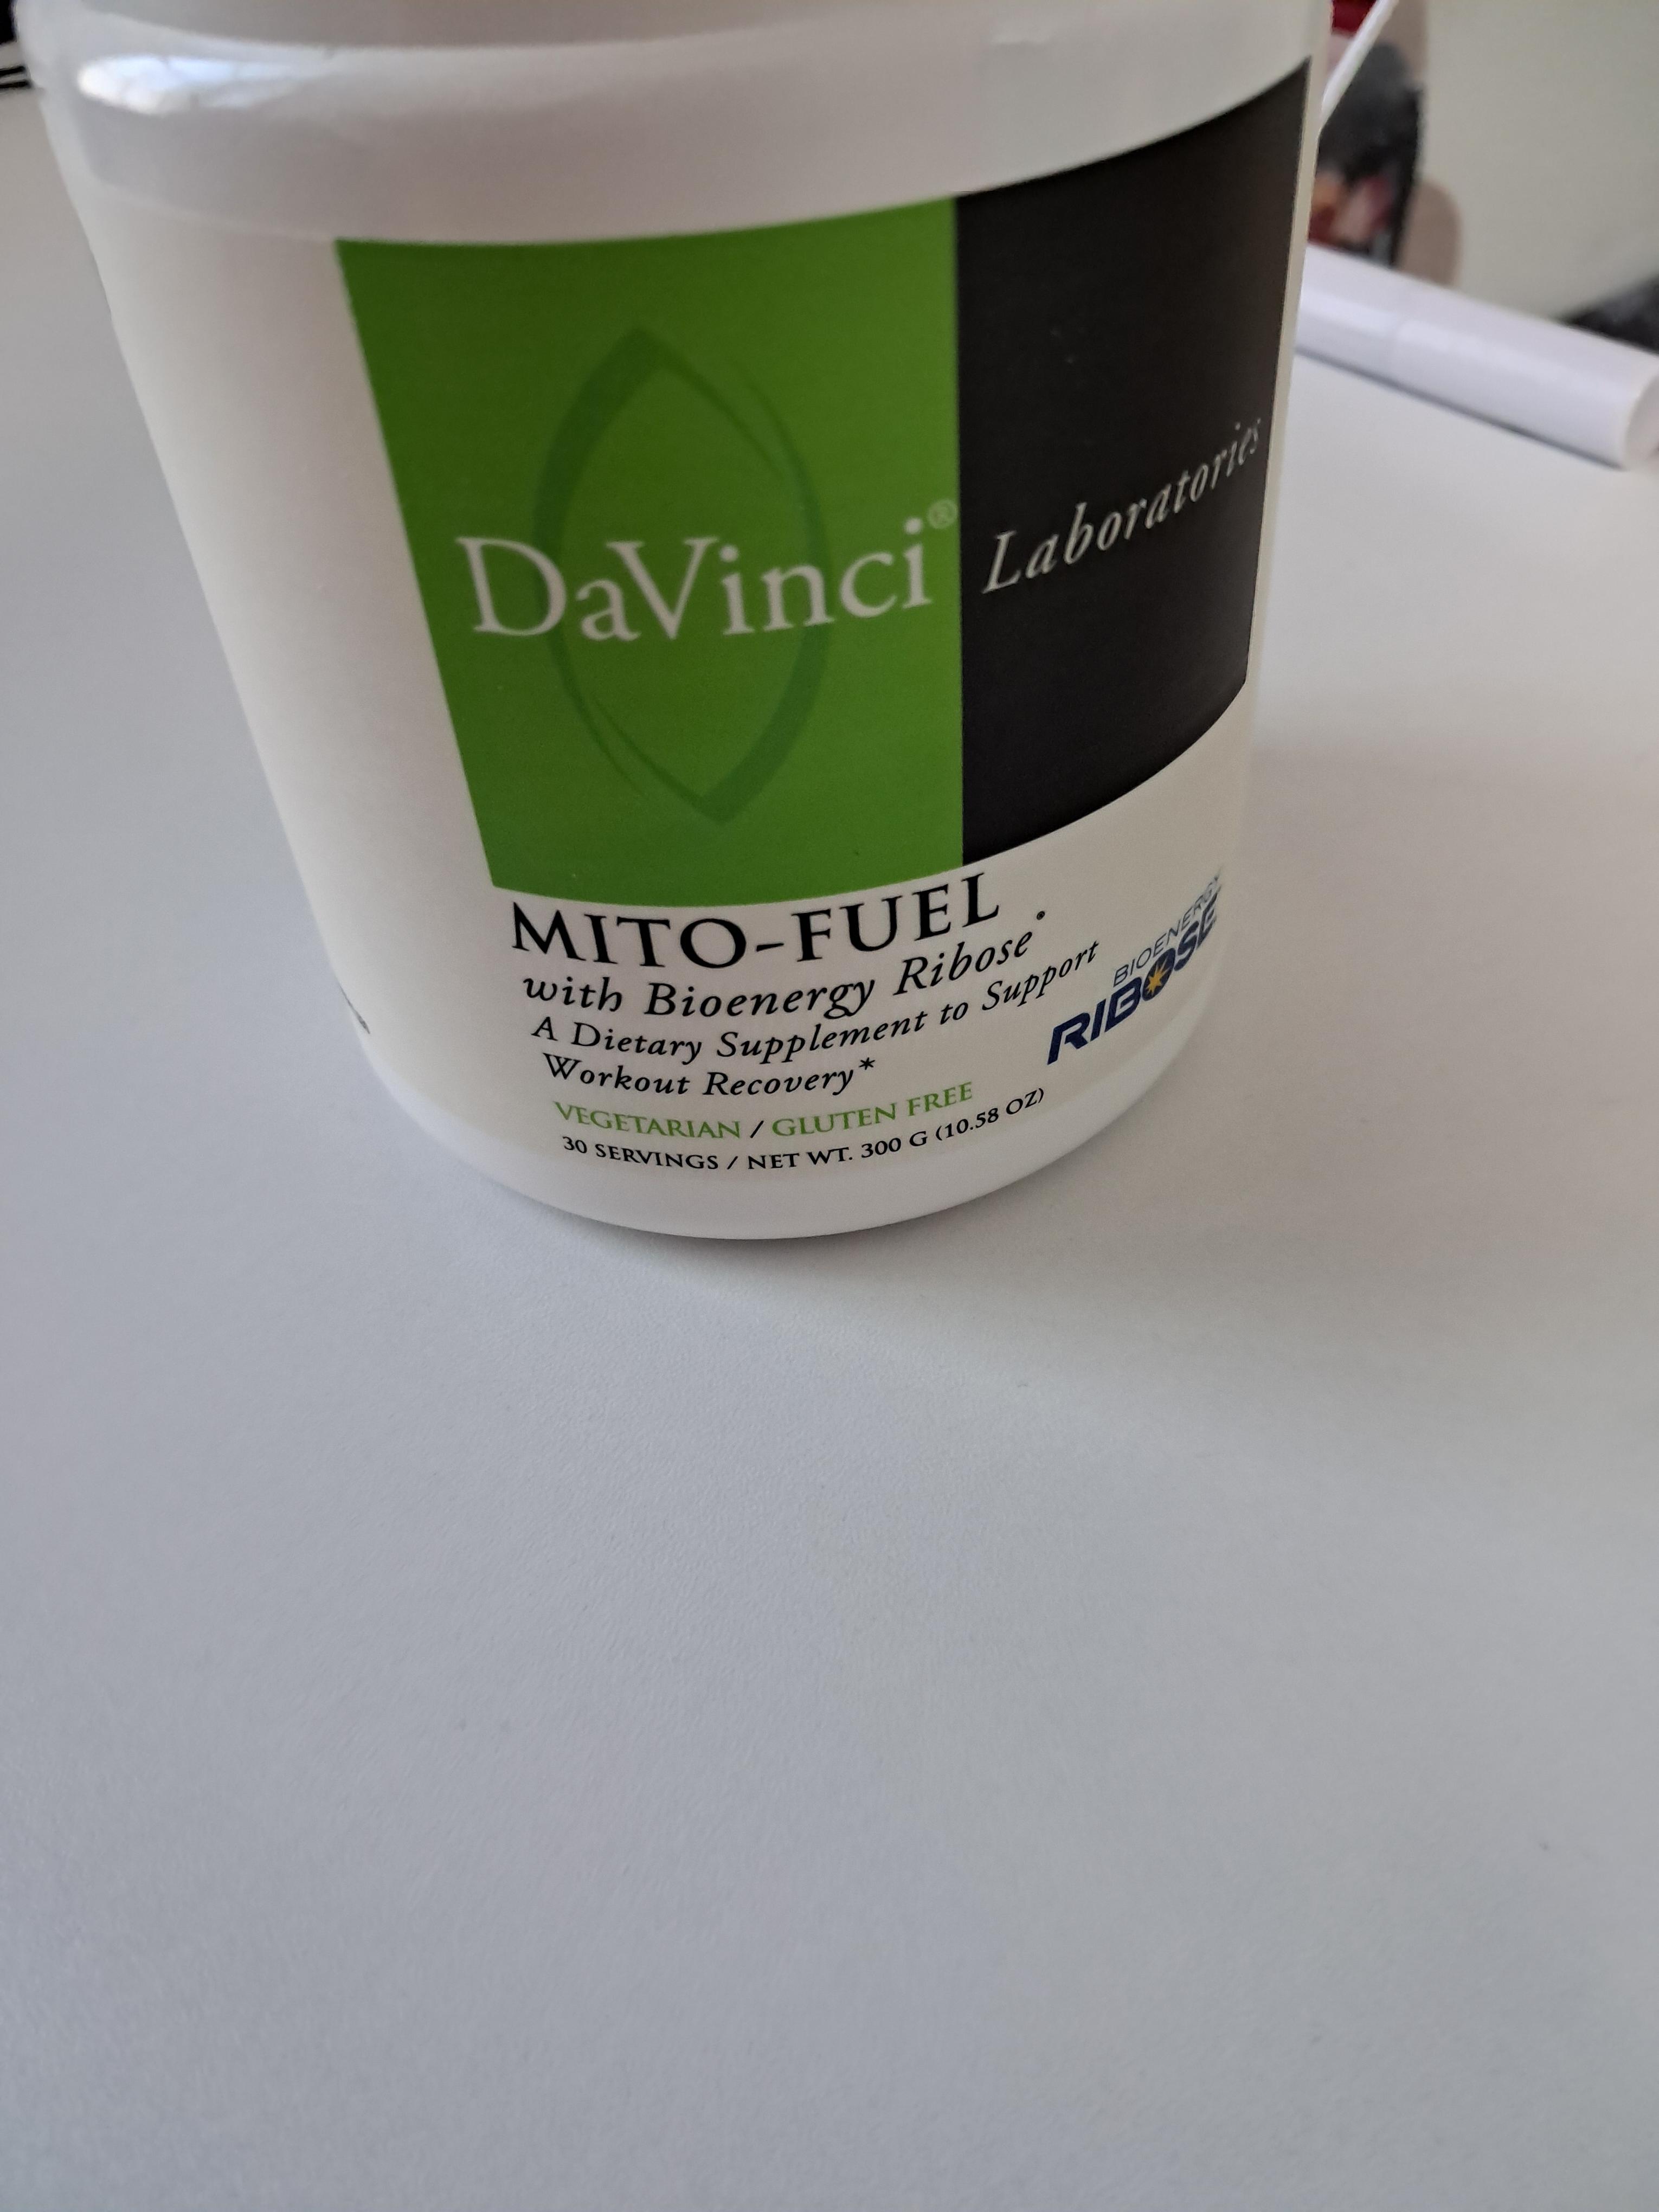 DaVinci® Laboratories
MITO-FUEL
with Bioenergy Ribose®
A Dietary Supplement to Support
Workout Recovery*
VEGETARIAN / GLUTEN FREE
30 SERVINGS / NET WT. 300 G (10.58 OZ)
BIOENERGY
RIBOSE